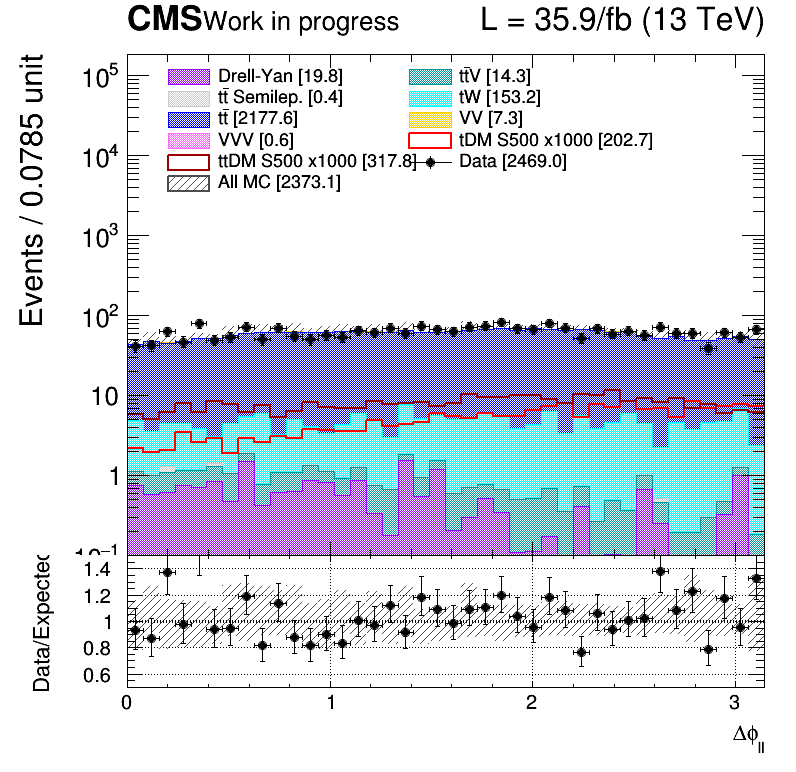 CMS Work in progress L = 35.9/fb (13 TeV)
Events / 0.0785 unit
10⁵
10⁴
10³
10²
10
1
10⁻¹
Drell-Yan [19.8]
tt̄V [14.3]
tt̄ Semilep. [0.4]
tW [153.2]
tt̄ [2177.6]
VV [7.3]
VVV [0.6]
tDM S500 x1000 [202.7]
ttDM S500 x1000 [317.8]
Data [2469.0]
All MC [2373.1]
Data/Expected
1.4
1.2
1
0.8
0.6
0 1 2 3
Δϕ_ll